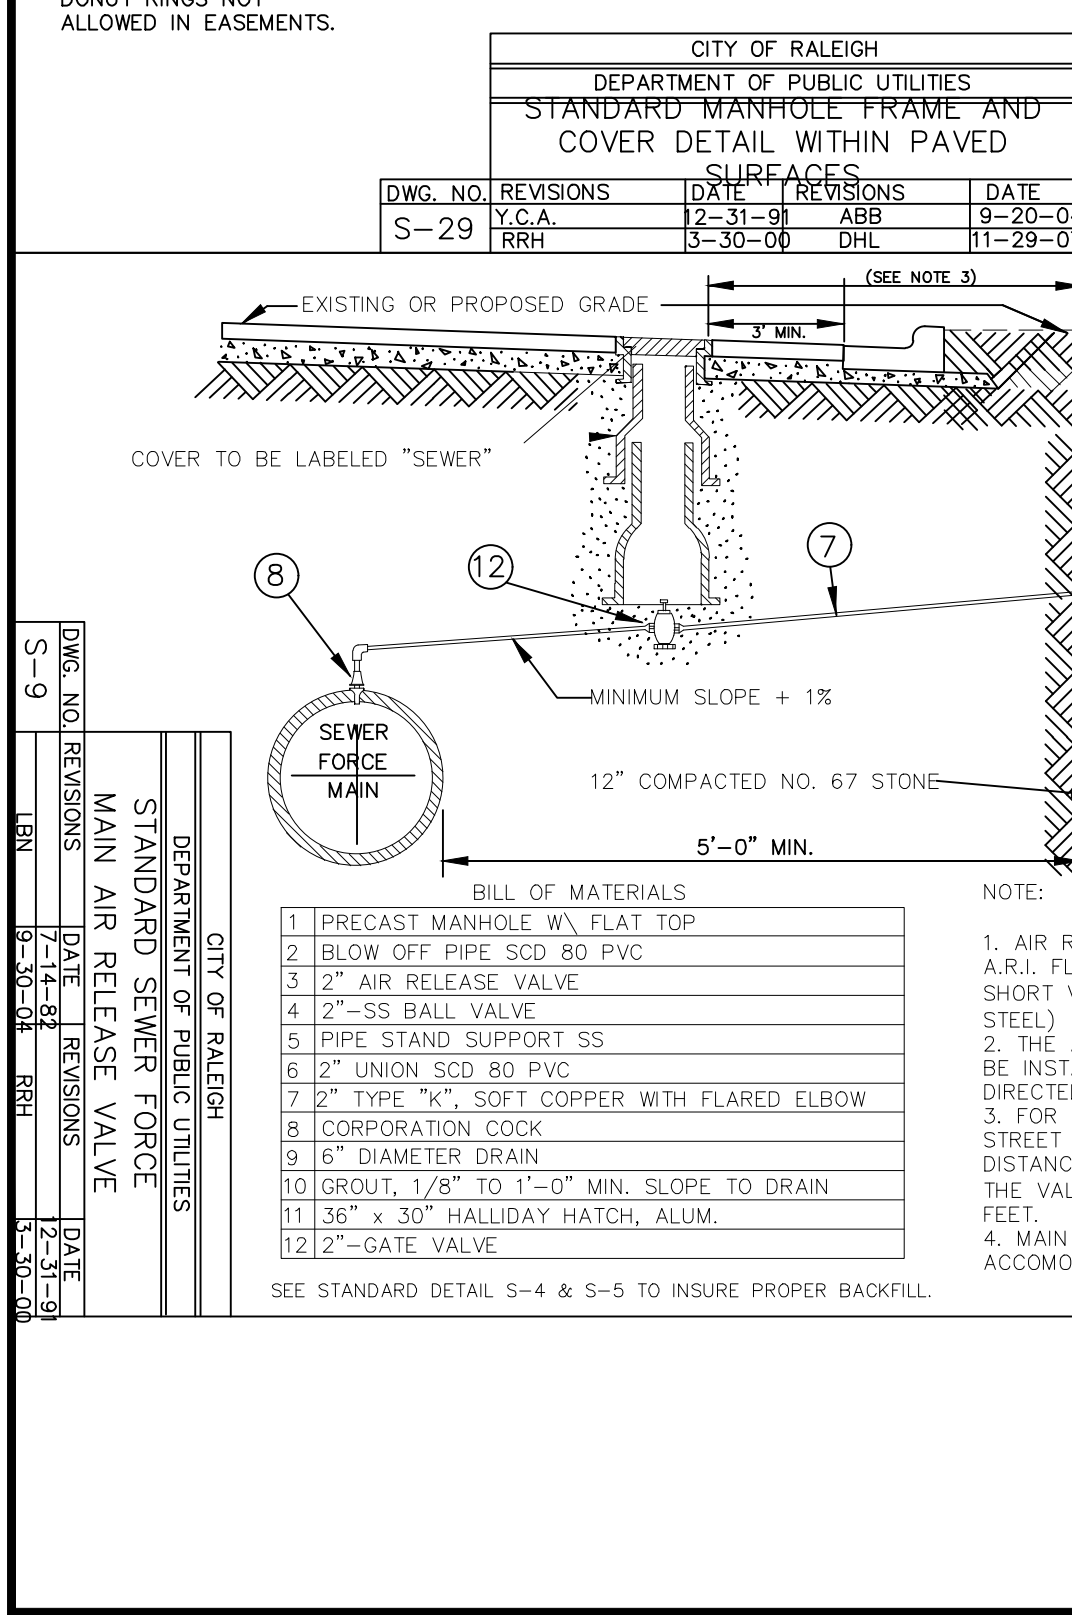 DONUT RINGS NOT
ALLOWED IN EASEMENTS.
CITY OF RALEIGH
DEPARTMENT OF PUBLIC UTILITIES
STANDARD MANHOLE FRAME AND
COVER DETAIL WITHIN PAVED
SURFACES
DWG. NO. REVISIONS DATE REVISIONS DATE
S-29
Y.C.A. 12-31-91 ABB
RRH 3-30-00 DHL
(SEE NOTE 3)
EXISTING OR PROPOSED GRADE
3' MIN.
COVER TO BE LABELED "SEWER"
7
12
8
MINIMUM SLOPE + 1%
SEWER
FORCE
MAIN
12" COMPACTED NO. 67 STONE
5'-0" MIN.
BILL OF MATERIALS
1 PRECAST MANHOLE W\ FLAT TOP
2 BLOW OFF PIPE SCD 80 PVC
3 2" AIR RELEASE VALVE
4 2"-SS BALL VALVE
5 PIPE STAND SUPPORT SS
6 2" UNION SCD 80 PVC
7 2" TYPE "K", SOFT COPPER WITH FLARED ELBOW
8 CORPORATION COCK
9 6" DIAMETER DRAIN
10 GROUT, 1/8" TO 1'-0" MIN. SLOPE TO DRAIN
11 36" x 30" HALLIDAY HATCH, ALUM.
12 2"-GATE VALVE
SEE STANDARD DETAIL S-4 & S-5 TO INSURE PROPER BACKFILL.
NOTE:
1. AIR
A.R.I.
SHORT
STEEL)
2. THE
BE
3. FOR
STREET
THE
FEET.
4. MAIN
CITY OF RALEIGH
DEPARTMENT OF PUBLIC UTILITIES
STANDARD SEWER FORCE
MAIN AIR RELEASE VALVE
DWG. NO. REVISIONS DATE REVISIONS DATE
S-9
7-14-82 12-31-91
LBN 9-30-04 RRH 3-30-00